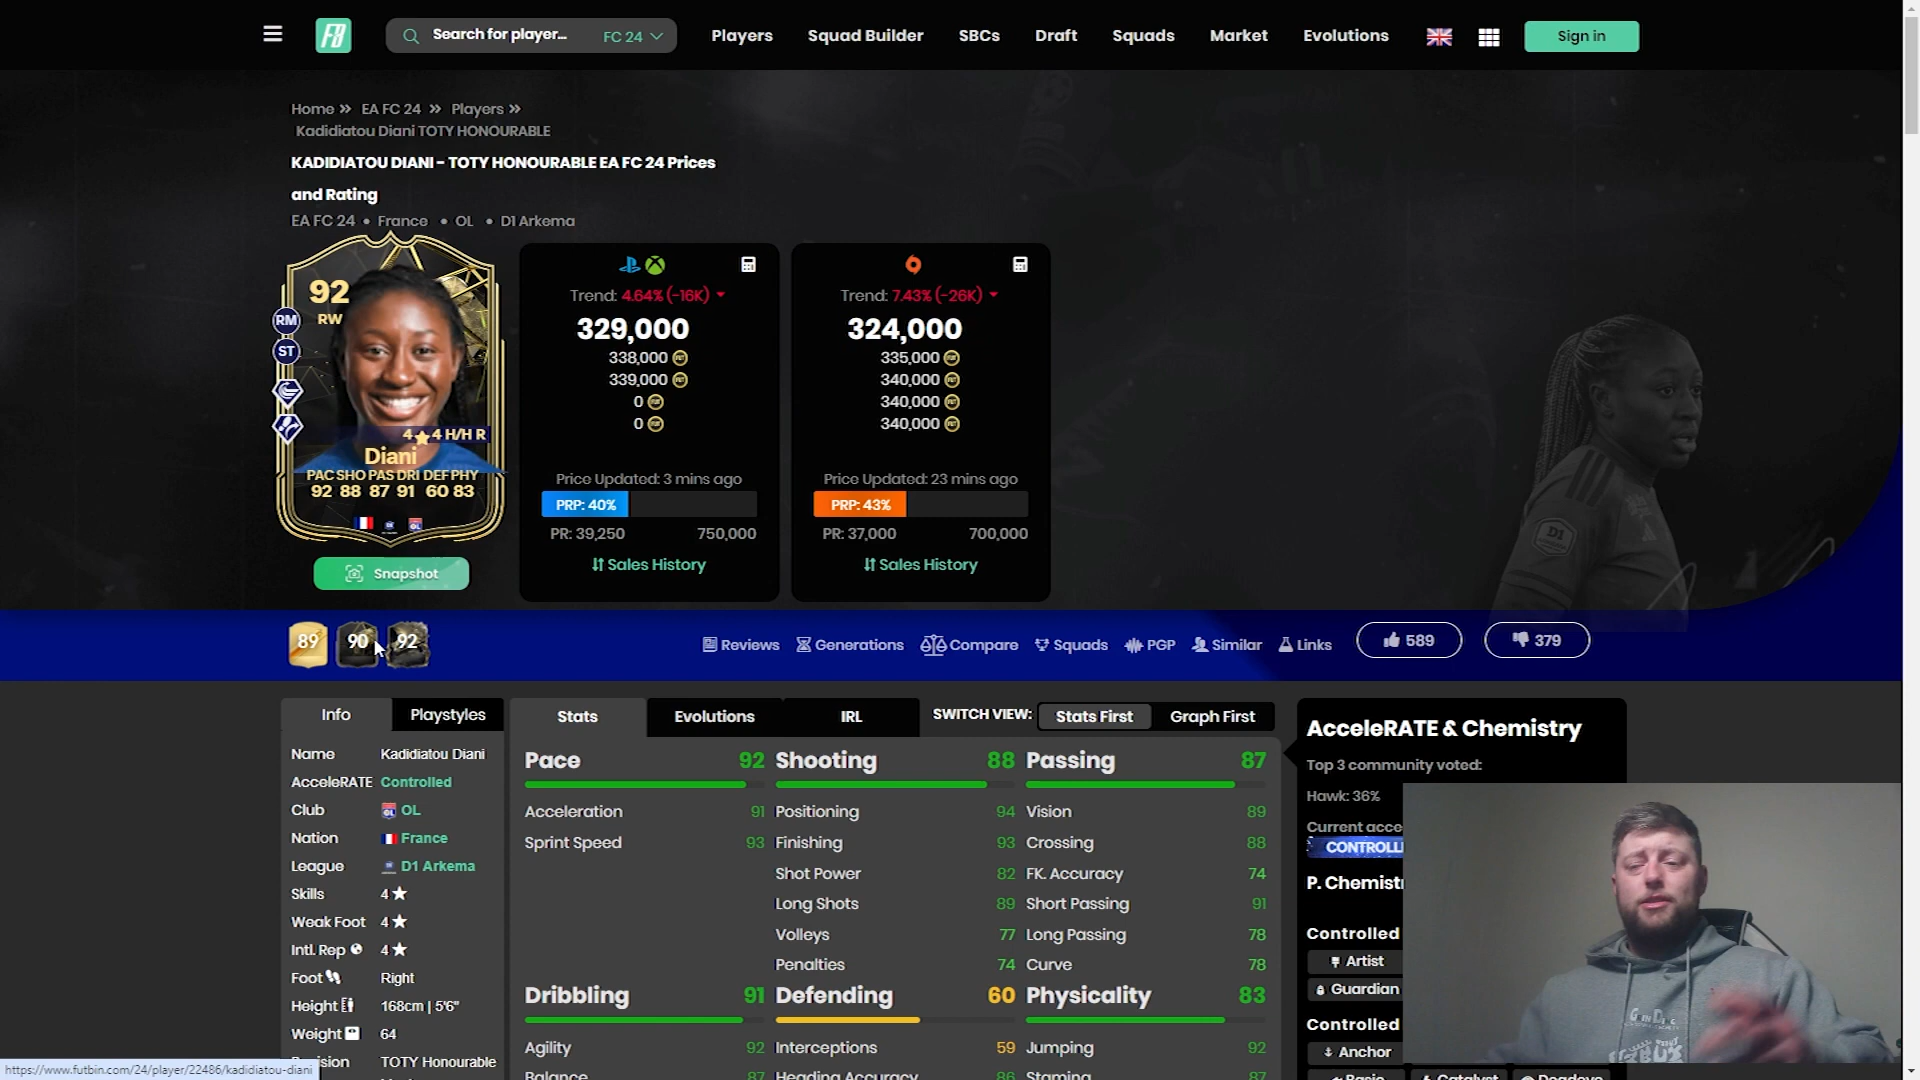 Search for player...
FC 24
Players
Squad Builder
SBCs
Draft
Squads
Market
Evolutions
Sign in
Home » EA FC 24 » Players »
Kadidiatou Diani TOTY HONOURABLE
KADIDIATOU DIANI - TOTY HONOURABLE EA FC 24 Prices
and Rating
EA FC 24 • France • OL • D1 Arkema
92
RW
RM
ST
4★4 H/H R
Diani
PAC SHO PAS DRI DEF PHY
92 88 87 91 60 83
Snapshot
Trend: 4.64% (-16K)
329,000
338,000
339,000
0
0
Price Updated: 3 mins ago
PRP: 40%
PR: 39,250 750,000
Sales History
Trend: 7.43% (-26K)
324,000
335,000
340,000
340,000
340,000
Price Updated: 23 mins ago
PRP: 43%
PR: 37,000 700,000
Sales History
89 90 92
Reviews
Generations
Compare
Squads
PGP
Similar
Links
589
379
Info
Playstyles
Name Kadidiatou Diani
AcceleRATE Controlled
Club OL
Nation France
League D1 Arkema
Skills 4★
Weak Foot 4★
Intl. Rep 4★
Foot Right
Height 168cm | 5'6"
Weight 64
ision TOTY Honourable
Stats
Evolutions
IRL
SWITCH VIEW: Stats First Graph First
Pace 92
Acceleration 91
Sprint Speed 93
Shooting 88
Positioning 94
Finishing 93
Shot Power 82
Long Shots 89
Volleys 77
Penalties 74
Passing 87
Vision 89
Crossing 88
FK. Accuracy 74
Short Passing 91
Long Passing 78
Curve 78
Dribbling 91
Agility 92
Balance 87
Defending 60
Interceptions 59
Heading Accuracy 86
Physicality 83
Jumping 92
Stamina 87
AcceleRATE & Chemistry
Top 3 community voted:
Hawk: 36%
Current acce
CONTROLL
P. Chemist
Controlled
Artist
Guardian
Controlled
Anchor
Basic
Catalyst
Deadeye
https://www.futbin.com/24/player/22486/kadidiatou-diani